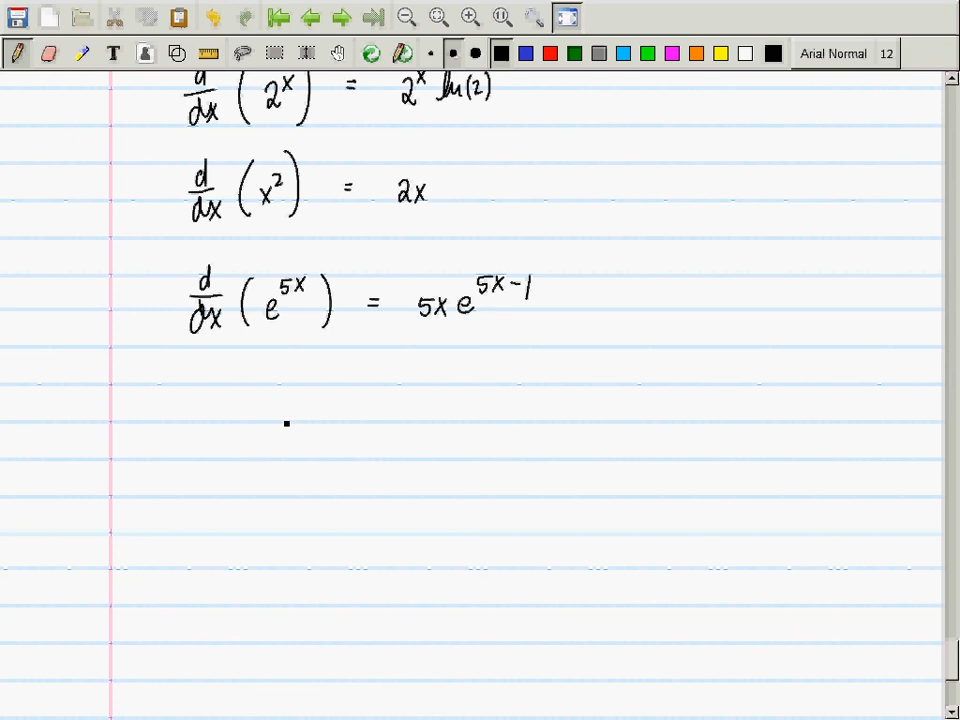 Arial Normal 12
d/dx (2^x) = 2^x ln(2)
d/dx (x^2) = 2x
d/dx (e^{5x}) = 5x e^{5x-1}